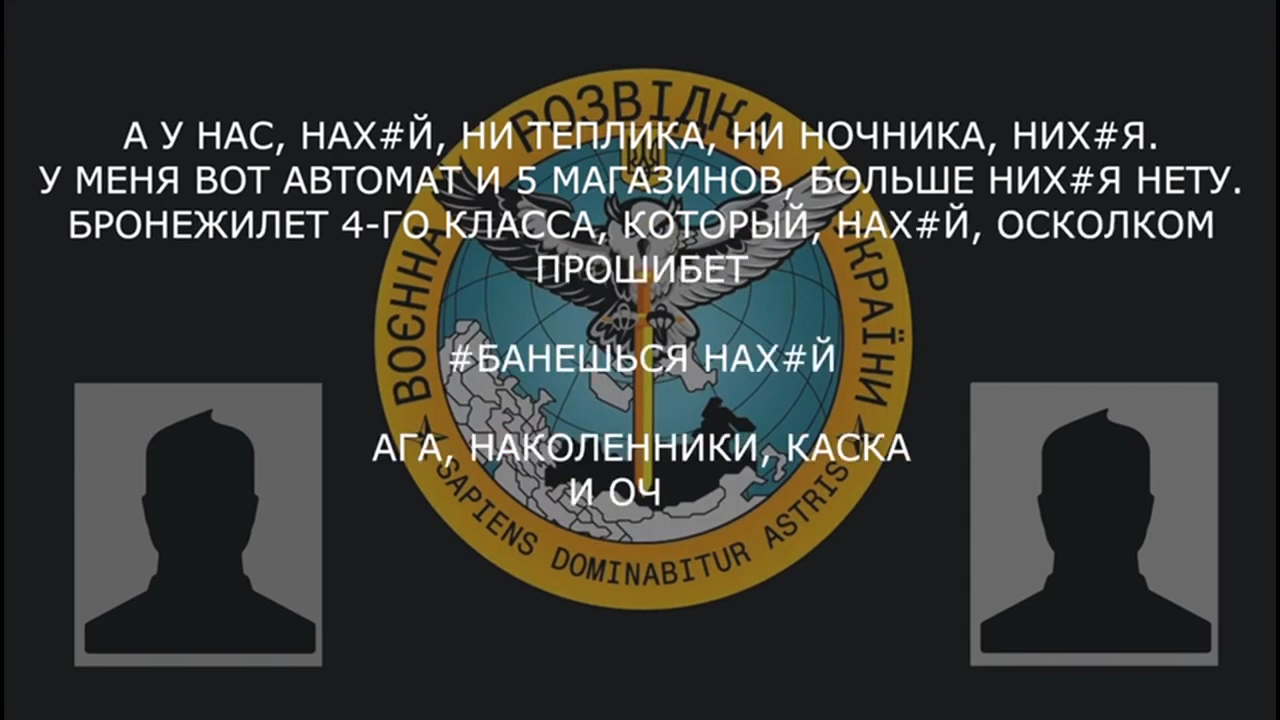 РОЗВІДКА
А У НАС, НАХ#Й, НИ ТЕПЛИКА, НИ НОЧНИКА, НИХ#Я.
У МЕНЯ ВОТ АВТОМАТ И 5 МАГАЗИНОВ, БОЛЬШЕ НИХ#Я НЕТУ.
БРОНЕЖИЛЕТ 4-ГО КЛАССА, КОТОРЫЙ, НАХ#Й, ОСКОЛКОМ
ПРОШИБЕТ
ВОЄННА
УКРАЇНИ
#БАНЕШЬСЯ НАХ#Й
АГА, НАКОЛЕННИКИ, КАСКА
И ОЧ
SAPIENS DOMINABITUR ASTRIS